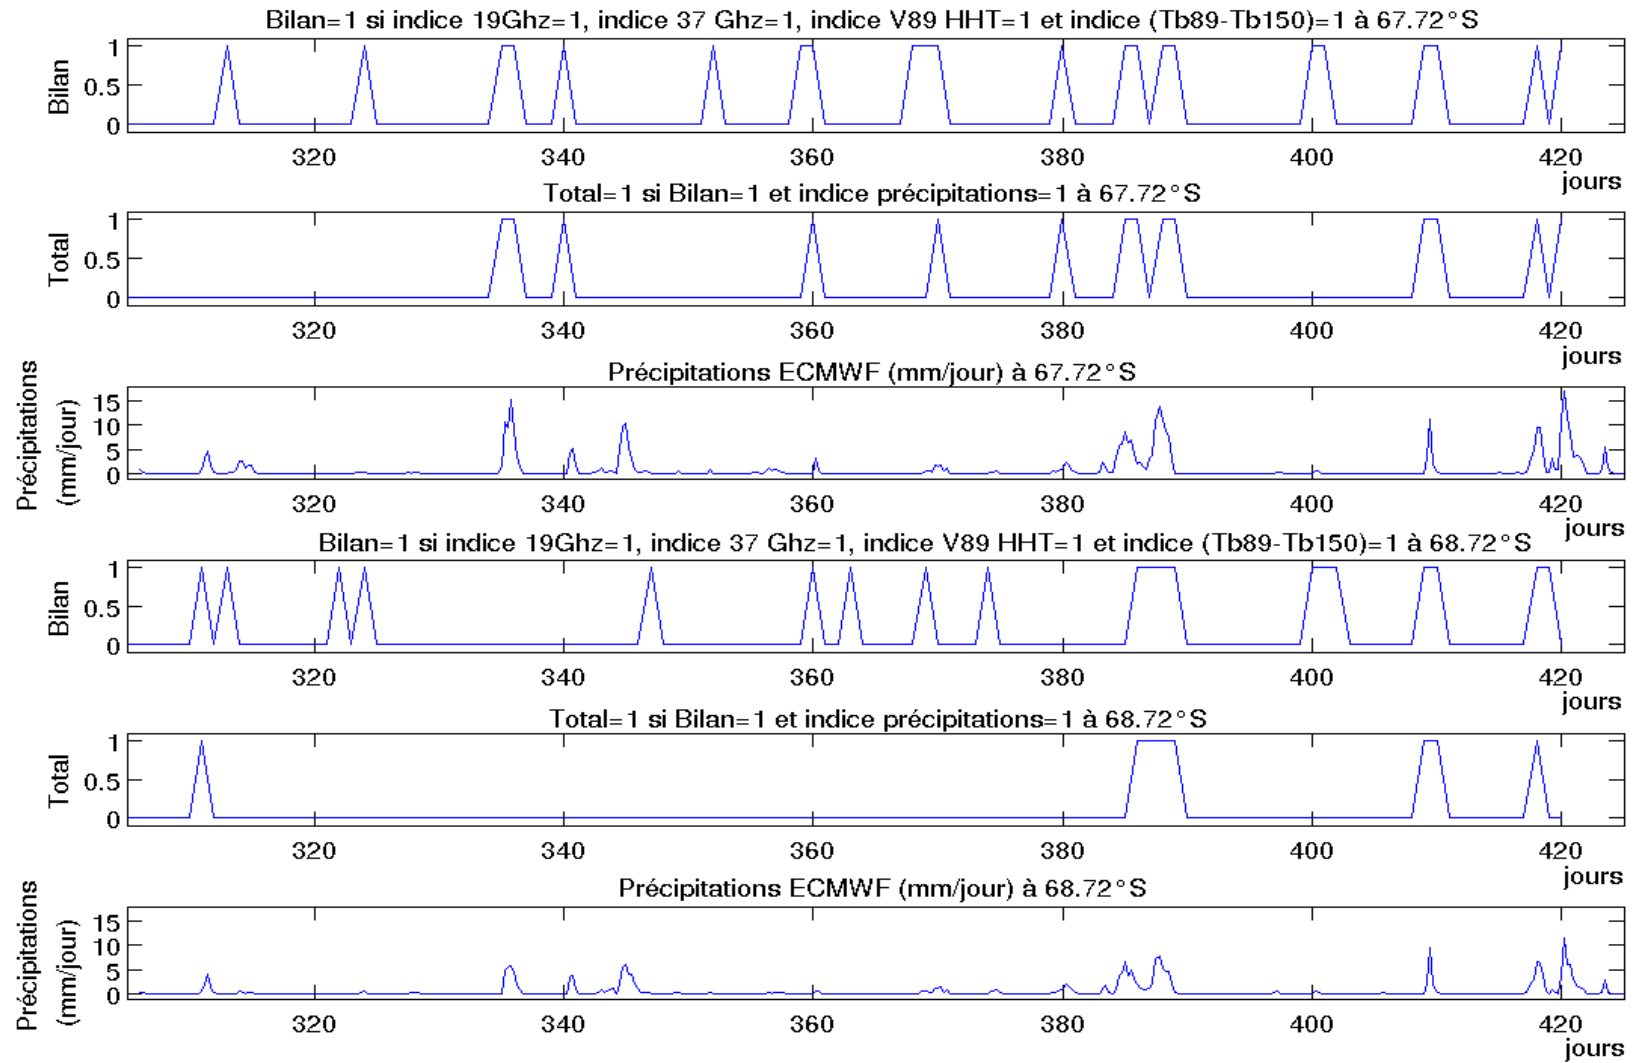 Bilan=1 si indice 19Ghz=1, indice 37 Ghz=1, indice V89 HHT=1 et indice (Tb89-Tb150)=1 à 67.72°S
Bilan
1
0.5
0
320 340 360 380 400 420
jours
Total=1 si Bilan=1 et indice précipitations=1 à 67.72°S
Total
1
0.5
0
320 340 360 380 400 420
jours
Précipitations ECMWF (mm/jour) à 67.72°S
Précipitations
(mm/jour)
15
10
5
0
320 340 360 380 400 420
jours
Bilan=1 si indice 19Ghz=1, indice 37 Ghz=1, indice V89 HHT=1 et indice (Tb89-Tb150)=1 à 68.72°S
Bilan
1
0.5
0
320 340 360 380 400 420
jours
Total=1 si Bilan=1 et indice précipitations=1 à 68.72°S
Total
1
0.5
0
320 340 360 380 400 420
jours
Précipitations ECMWF (mm/jour) à 68.72°S
Précipitations
(mm/jour)
15
10
5
0
320 340 360 380 400 420
jours